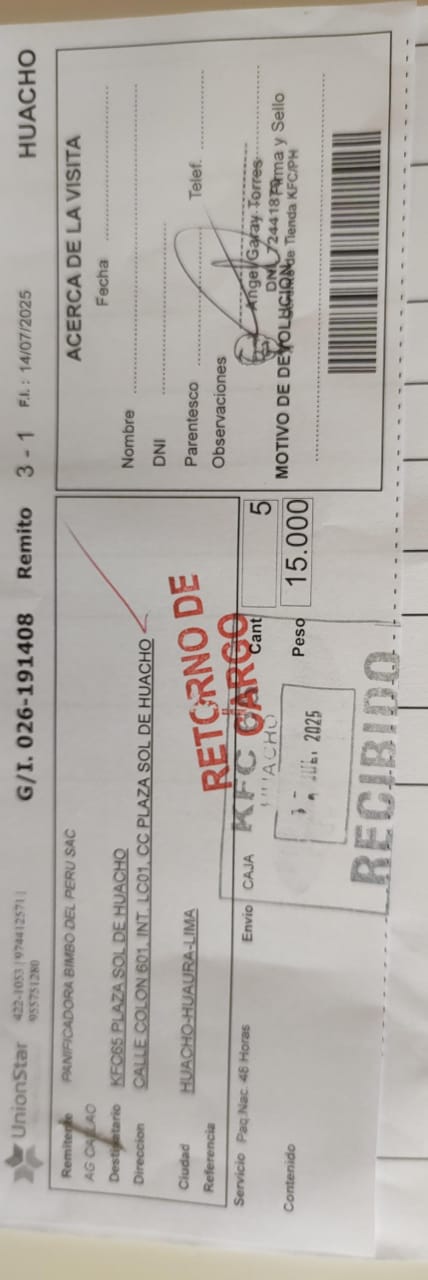 UnionStar
422-1053 | 974412571 |
955751280
G/I. 026-191408 Remito 3 - 1 F.I.: 14/07/2025 HUACHO
Remitente PANIFICADORA BIMBO DEL PERU SAC
AG CALLAO
KFC65 PLAZA SOL DE HUACHO
Direccion CALLE COLON 601, INT. LC01, CC PLAZA SOL DE HUACHO
Ciudad HUACHO-HUAURA-LIMA
Referencia
Servicio Paq.Nac. 48 Horas Envio CAJA Cant 5
Contenido Peso 15.000
RETORNO DE
CARGO
KFC
HUACHO
2025
RECIBIDO
ACERCA DE LA VISITA
Fecha
Nombre
DNI
Parentesco Telef.
Observaciones
Angel Garay Torres
DNI
Firma y Sello
de Tienda KFC/PH
MOTIVO DE DEVOLUCION